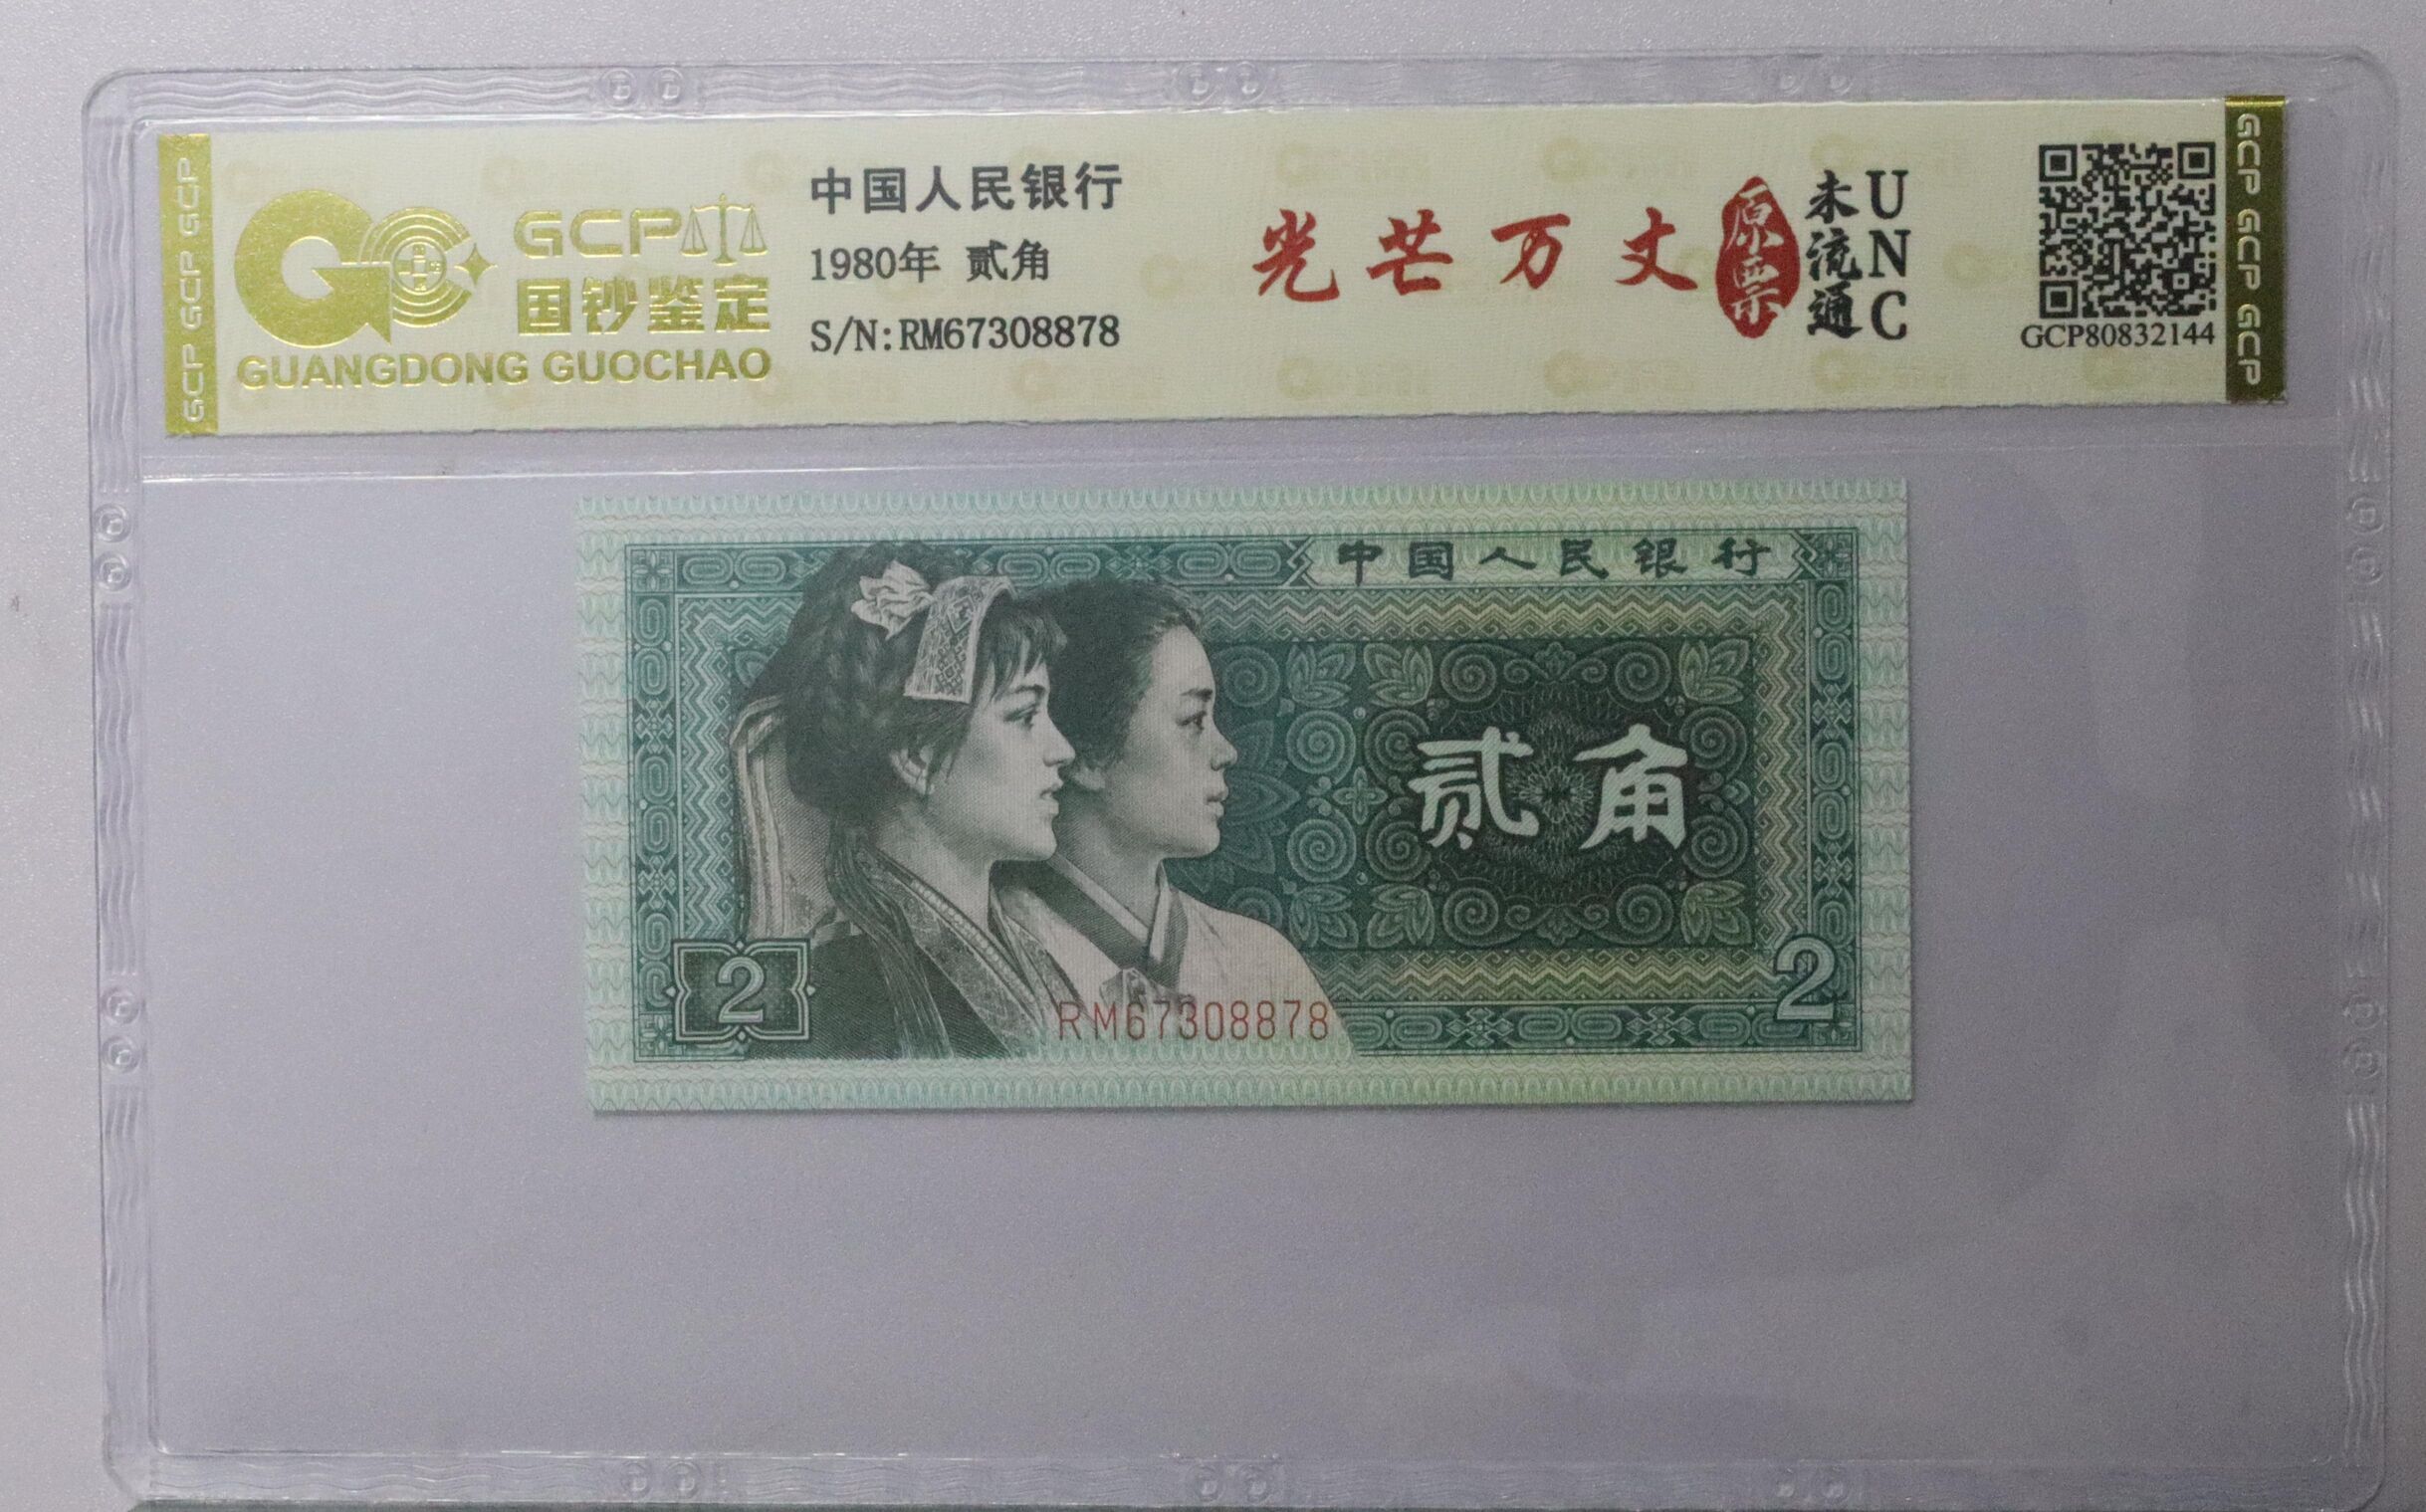 GCP GCP GCP
GCP
国钞鉴定
GUANGDONG GUOCHAO
中国人民银行
1980年 贰角
S/N:RM67308878
光芒万丈
原票
未流通
UNC
GCP80832144
GCP GCP GCP
中国人民银行
贰角
2
2
RM67308878